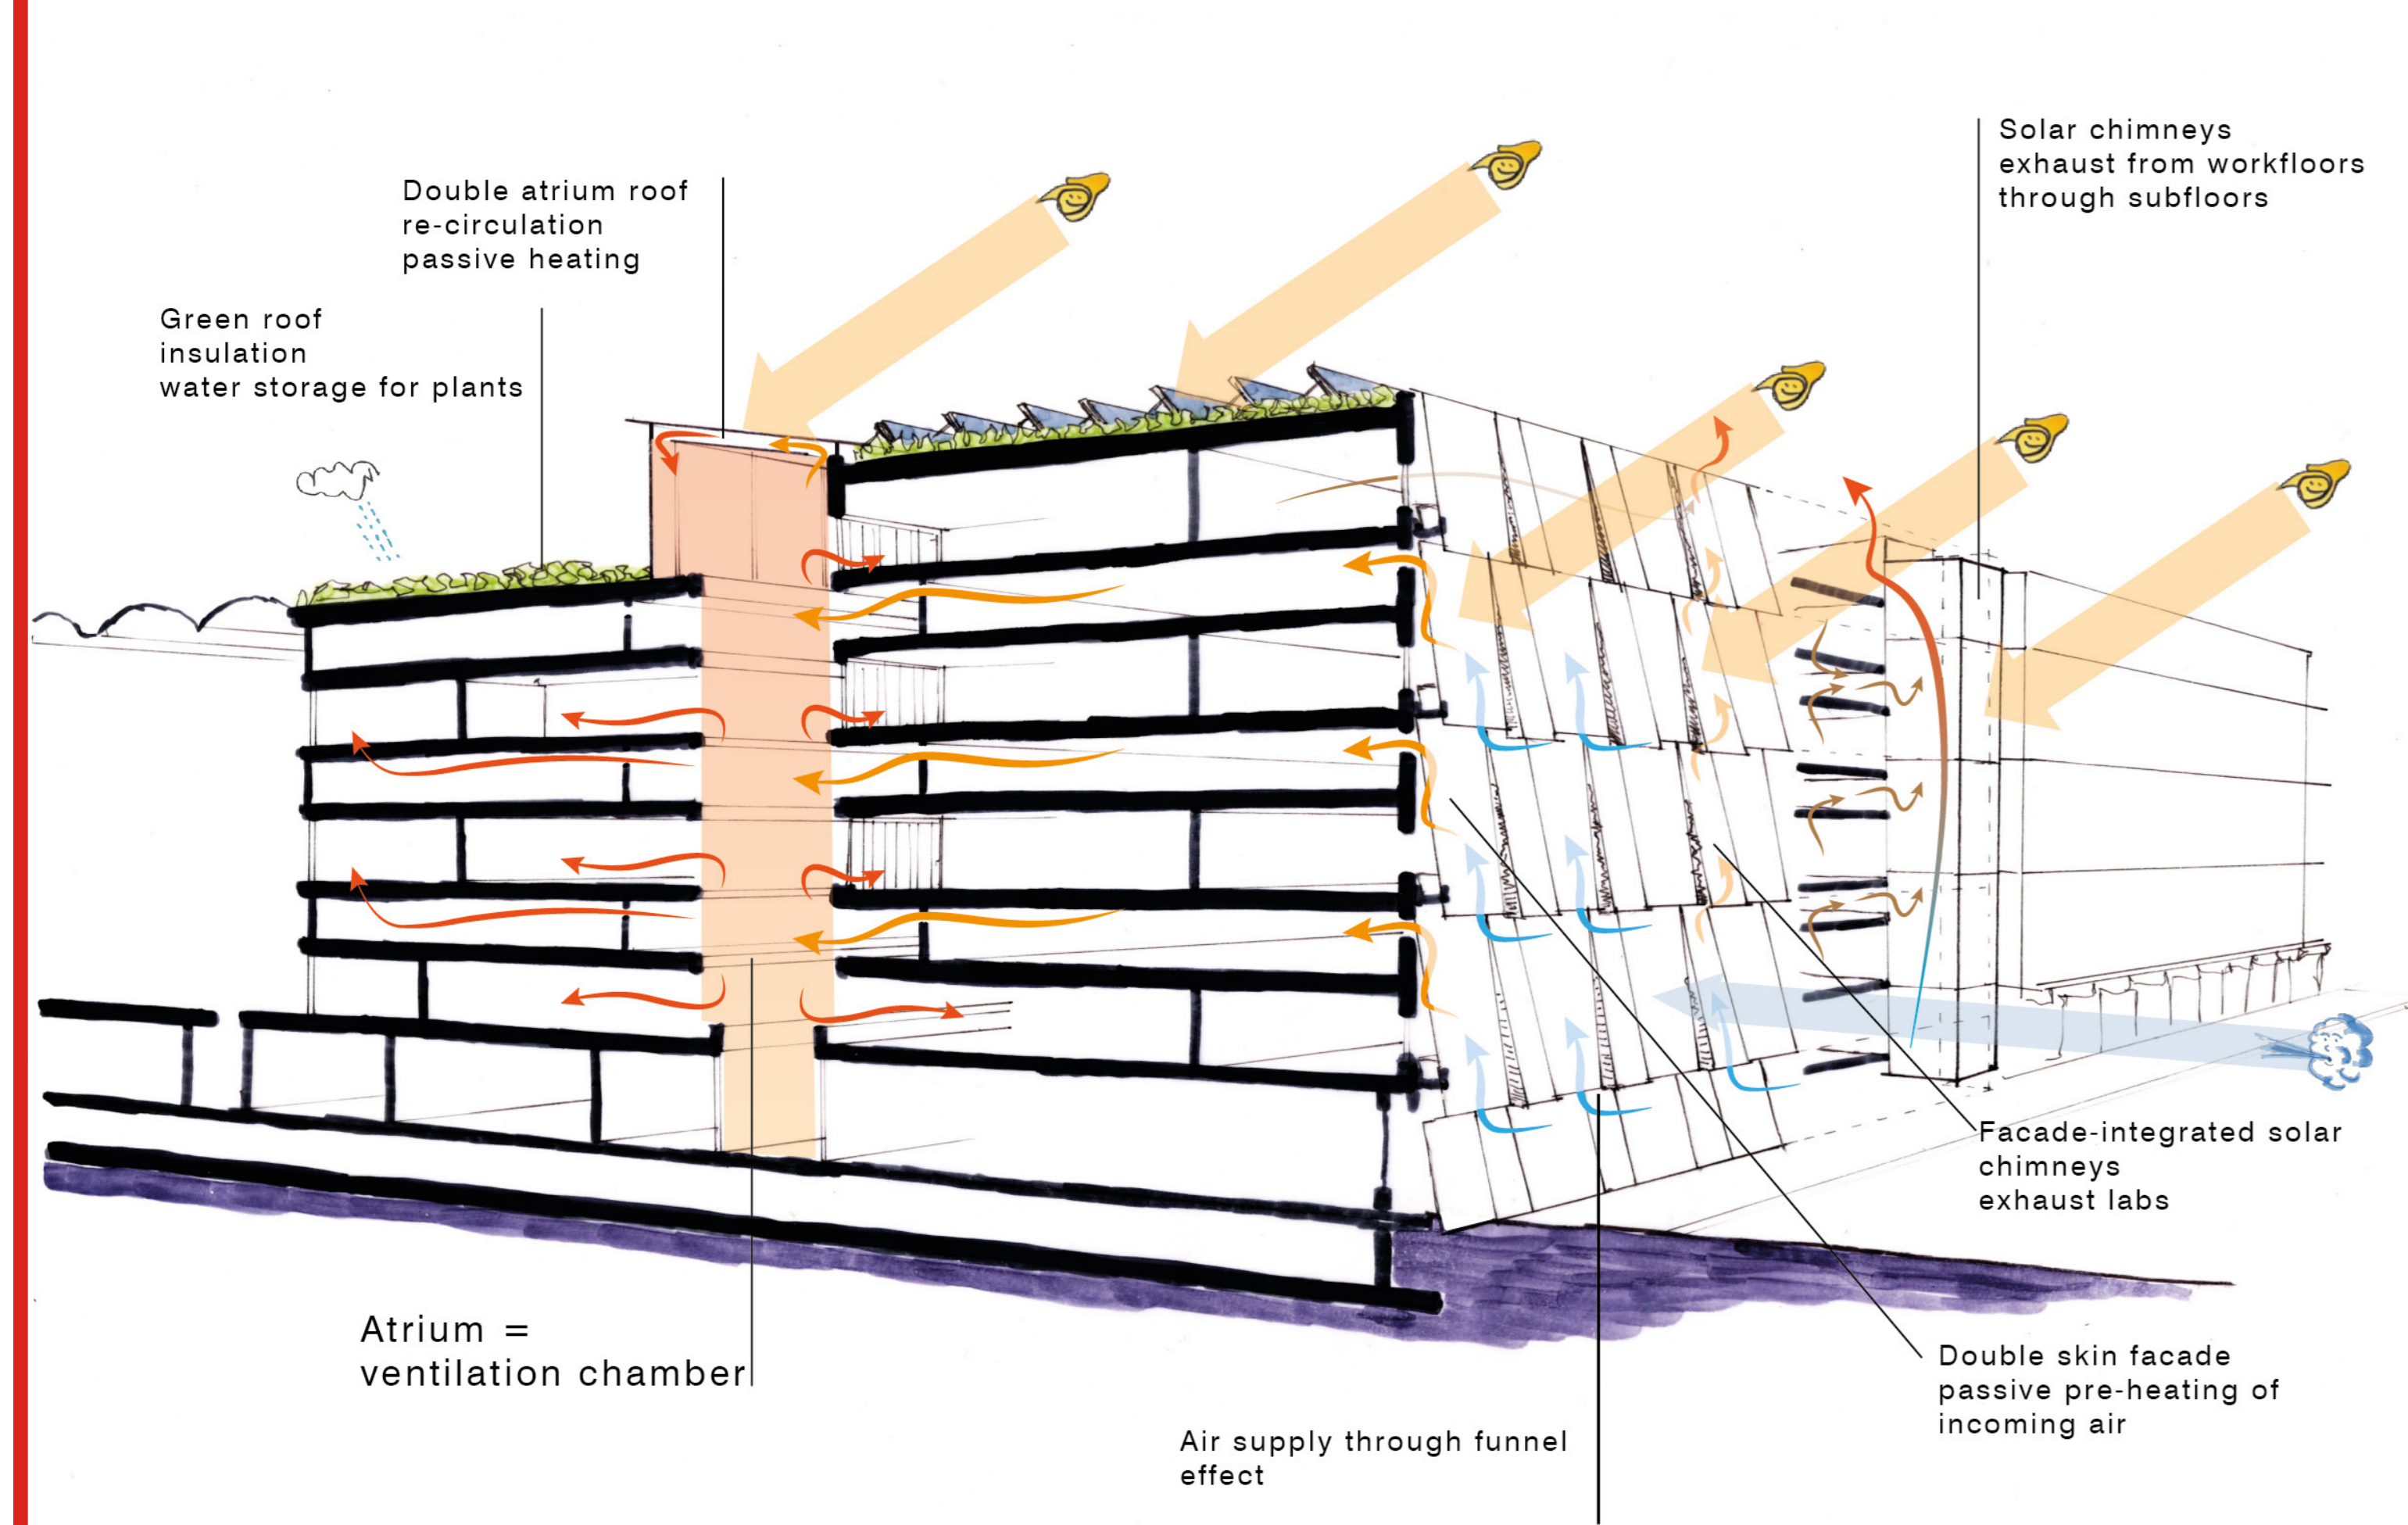 Solar chimneys
exhaust from workfloors
through subfloors
Double atrium roof
re-circulation
passive heating
Green roof
insulation
water storage for plants
Facade-integrated solar
chimneys
exhaust labs
Atrium =
ventilation chamber
Double skin facade
passive pre-heating of
incoming air
Air supply through funnel
effect